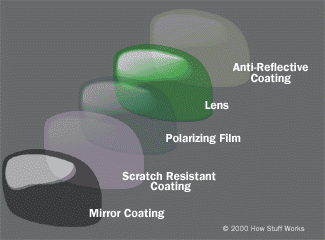 Anti-Reflective
Coating
Lens
Polarizing Film
Scratch Resistant
Coating
Mirror Coating
© 2000 How Stuff Works